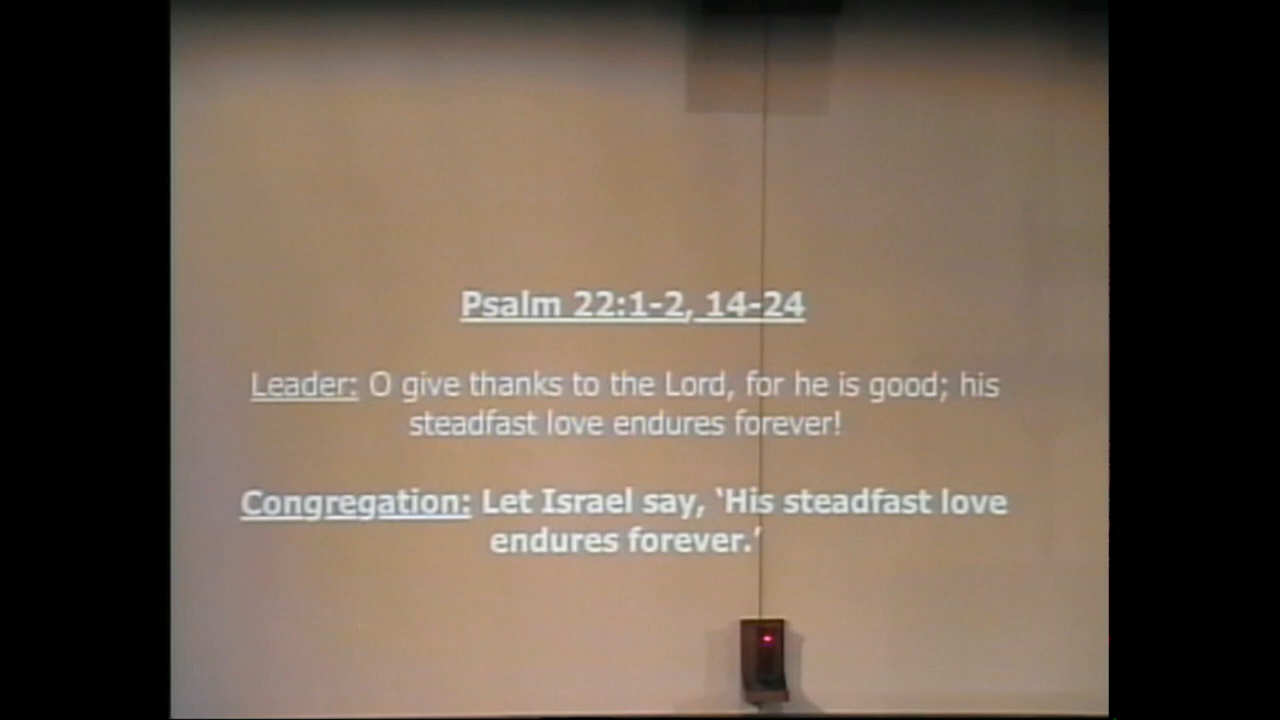 Psalm 22:1-2, 14-24
Leader: O give thanks to the Lord, for he is good; his
steadfast love endures forever!
Congregation: Let Israel say, ‘His steadfast love
endures forever.’